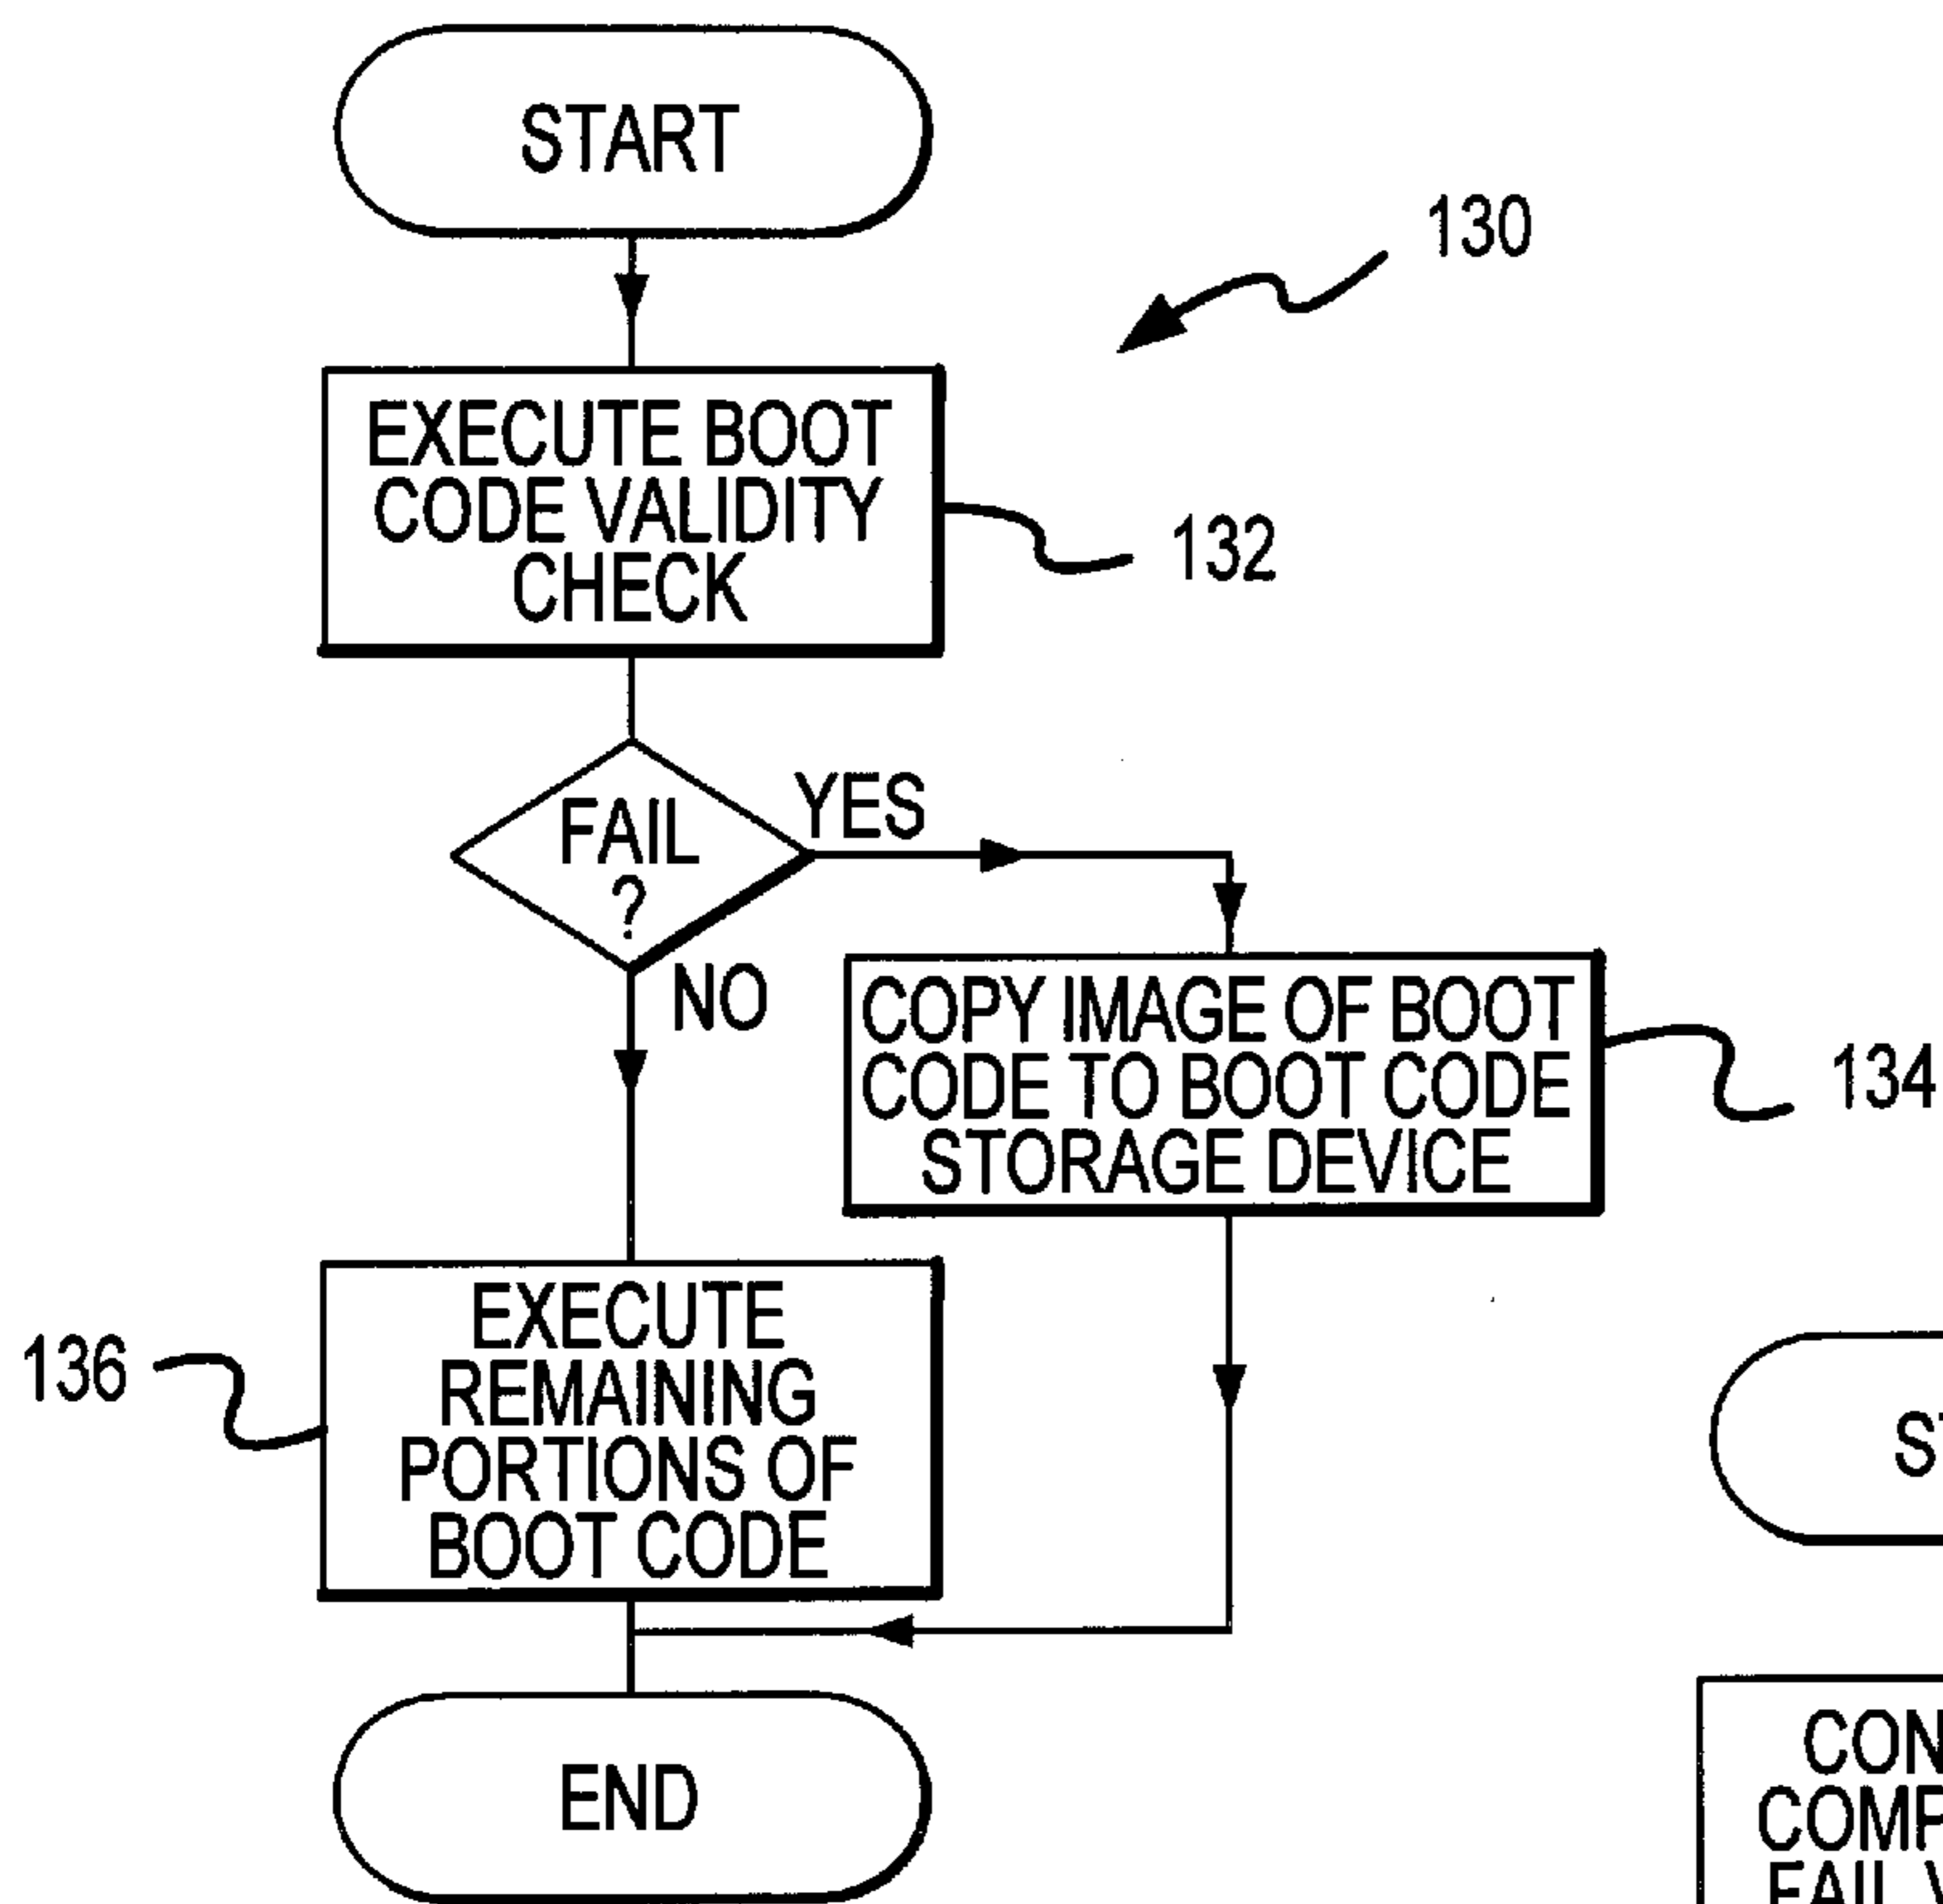 START
130
EXECUTE BOOT
CODE VALIDITY
CHECK
132
FAIL
?
YES
NO
COPY IMAGE OF BOOT
CODE TO BOOT CODE
STORAGE DEVICE
134
EXECUTE
REMAINING
PORTIONS OF
BOOT CODE
136
END
FAIL